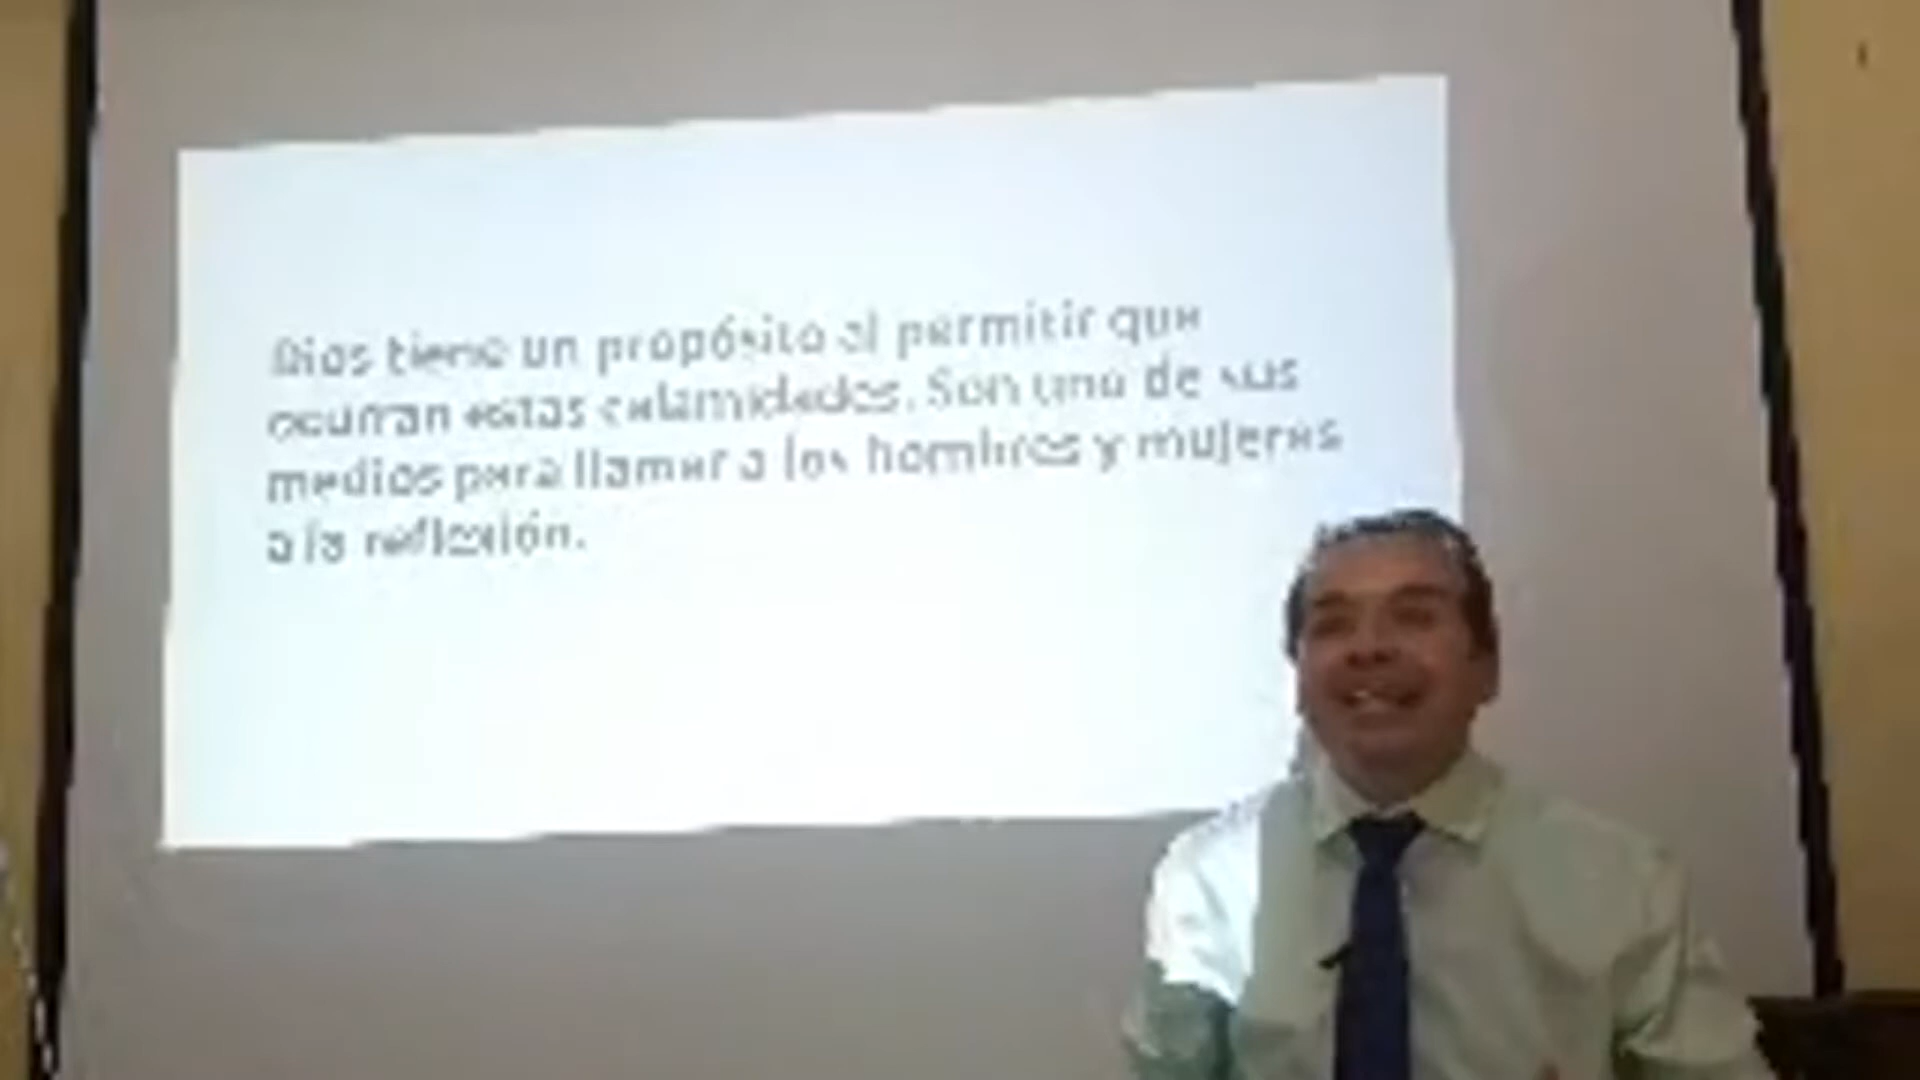 Dios tiene un propósito al permitir que
ocurran estas calamidades. Son uno de sus
medios para llamar a los hombres y mujeres
a la reflexión.